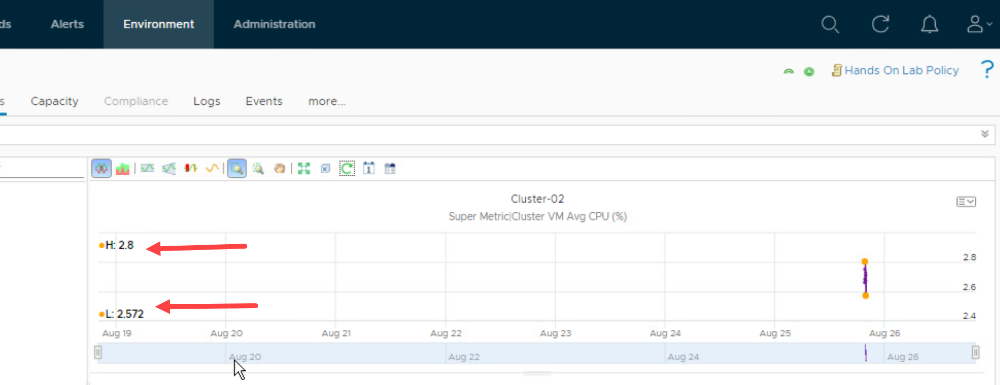 ds Alerts Environment Administration
Hands On Lab Policy ?
s Capacity Compliance Logs Events more...
1
Cluster-02
Super Metric|Cluster VM Avg CPU (%)
H: 2.8
2.8
2.6
L: 2.572
2.4
Aug 19 Aug 20 Aug 21 Aug 22 Aug 23 Aug 24 Aug 25 Aug 26
Aug 20 Aug 22 Aug 24 Aug 26